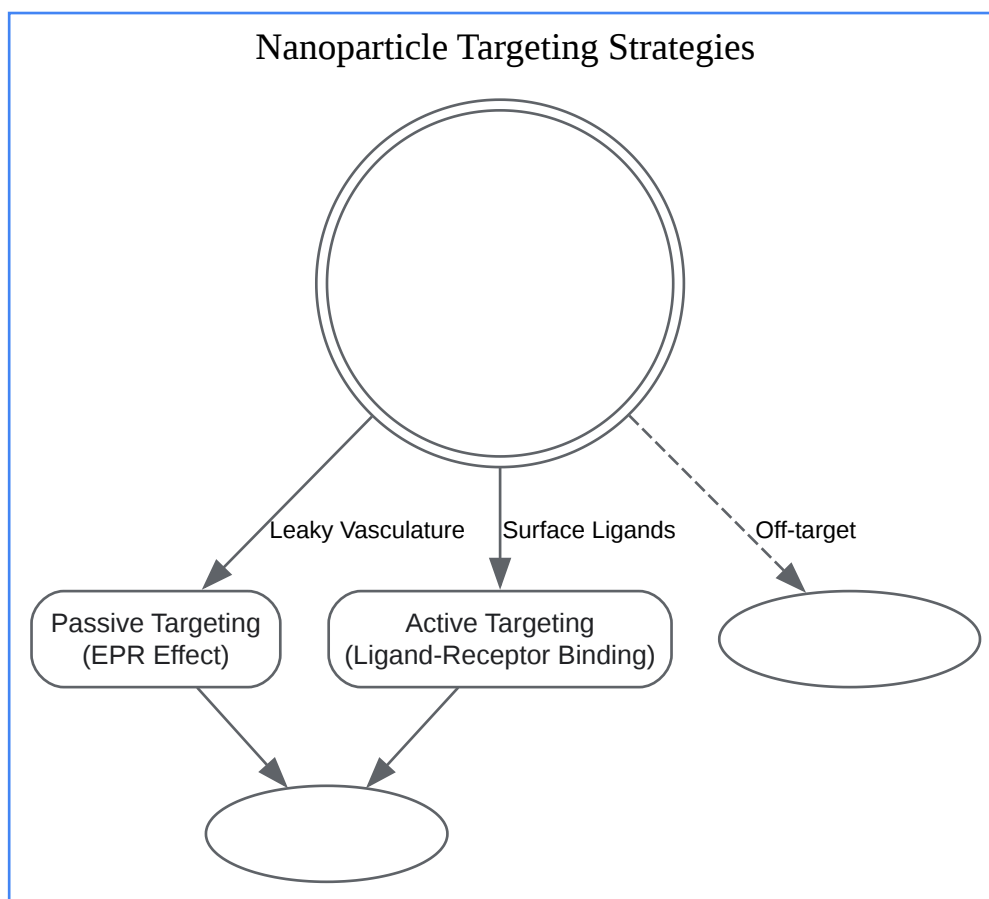 Nanoparticle Targeting Strategies
Leaky Vasculature
Surface Ligands
Off-target
Passive Targeting
(EPR Effect)
Active Targeting
(Ligand-Receptor Binding)